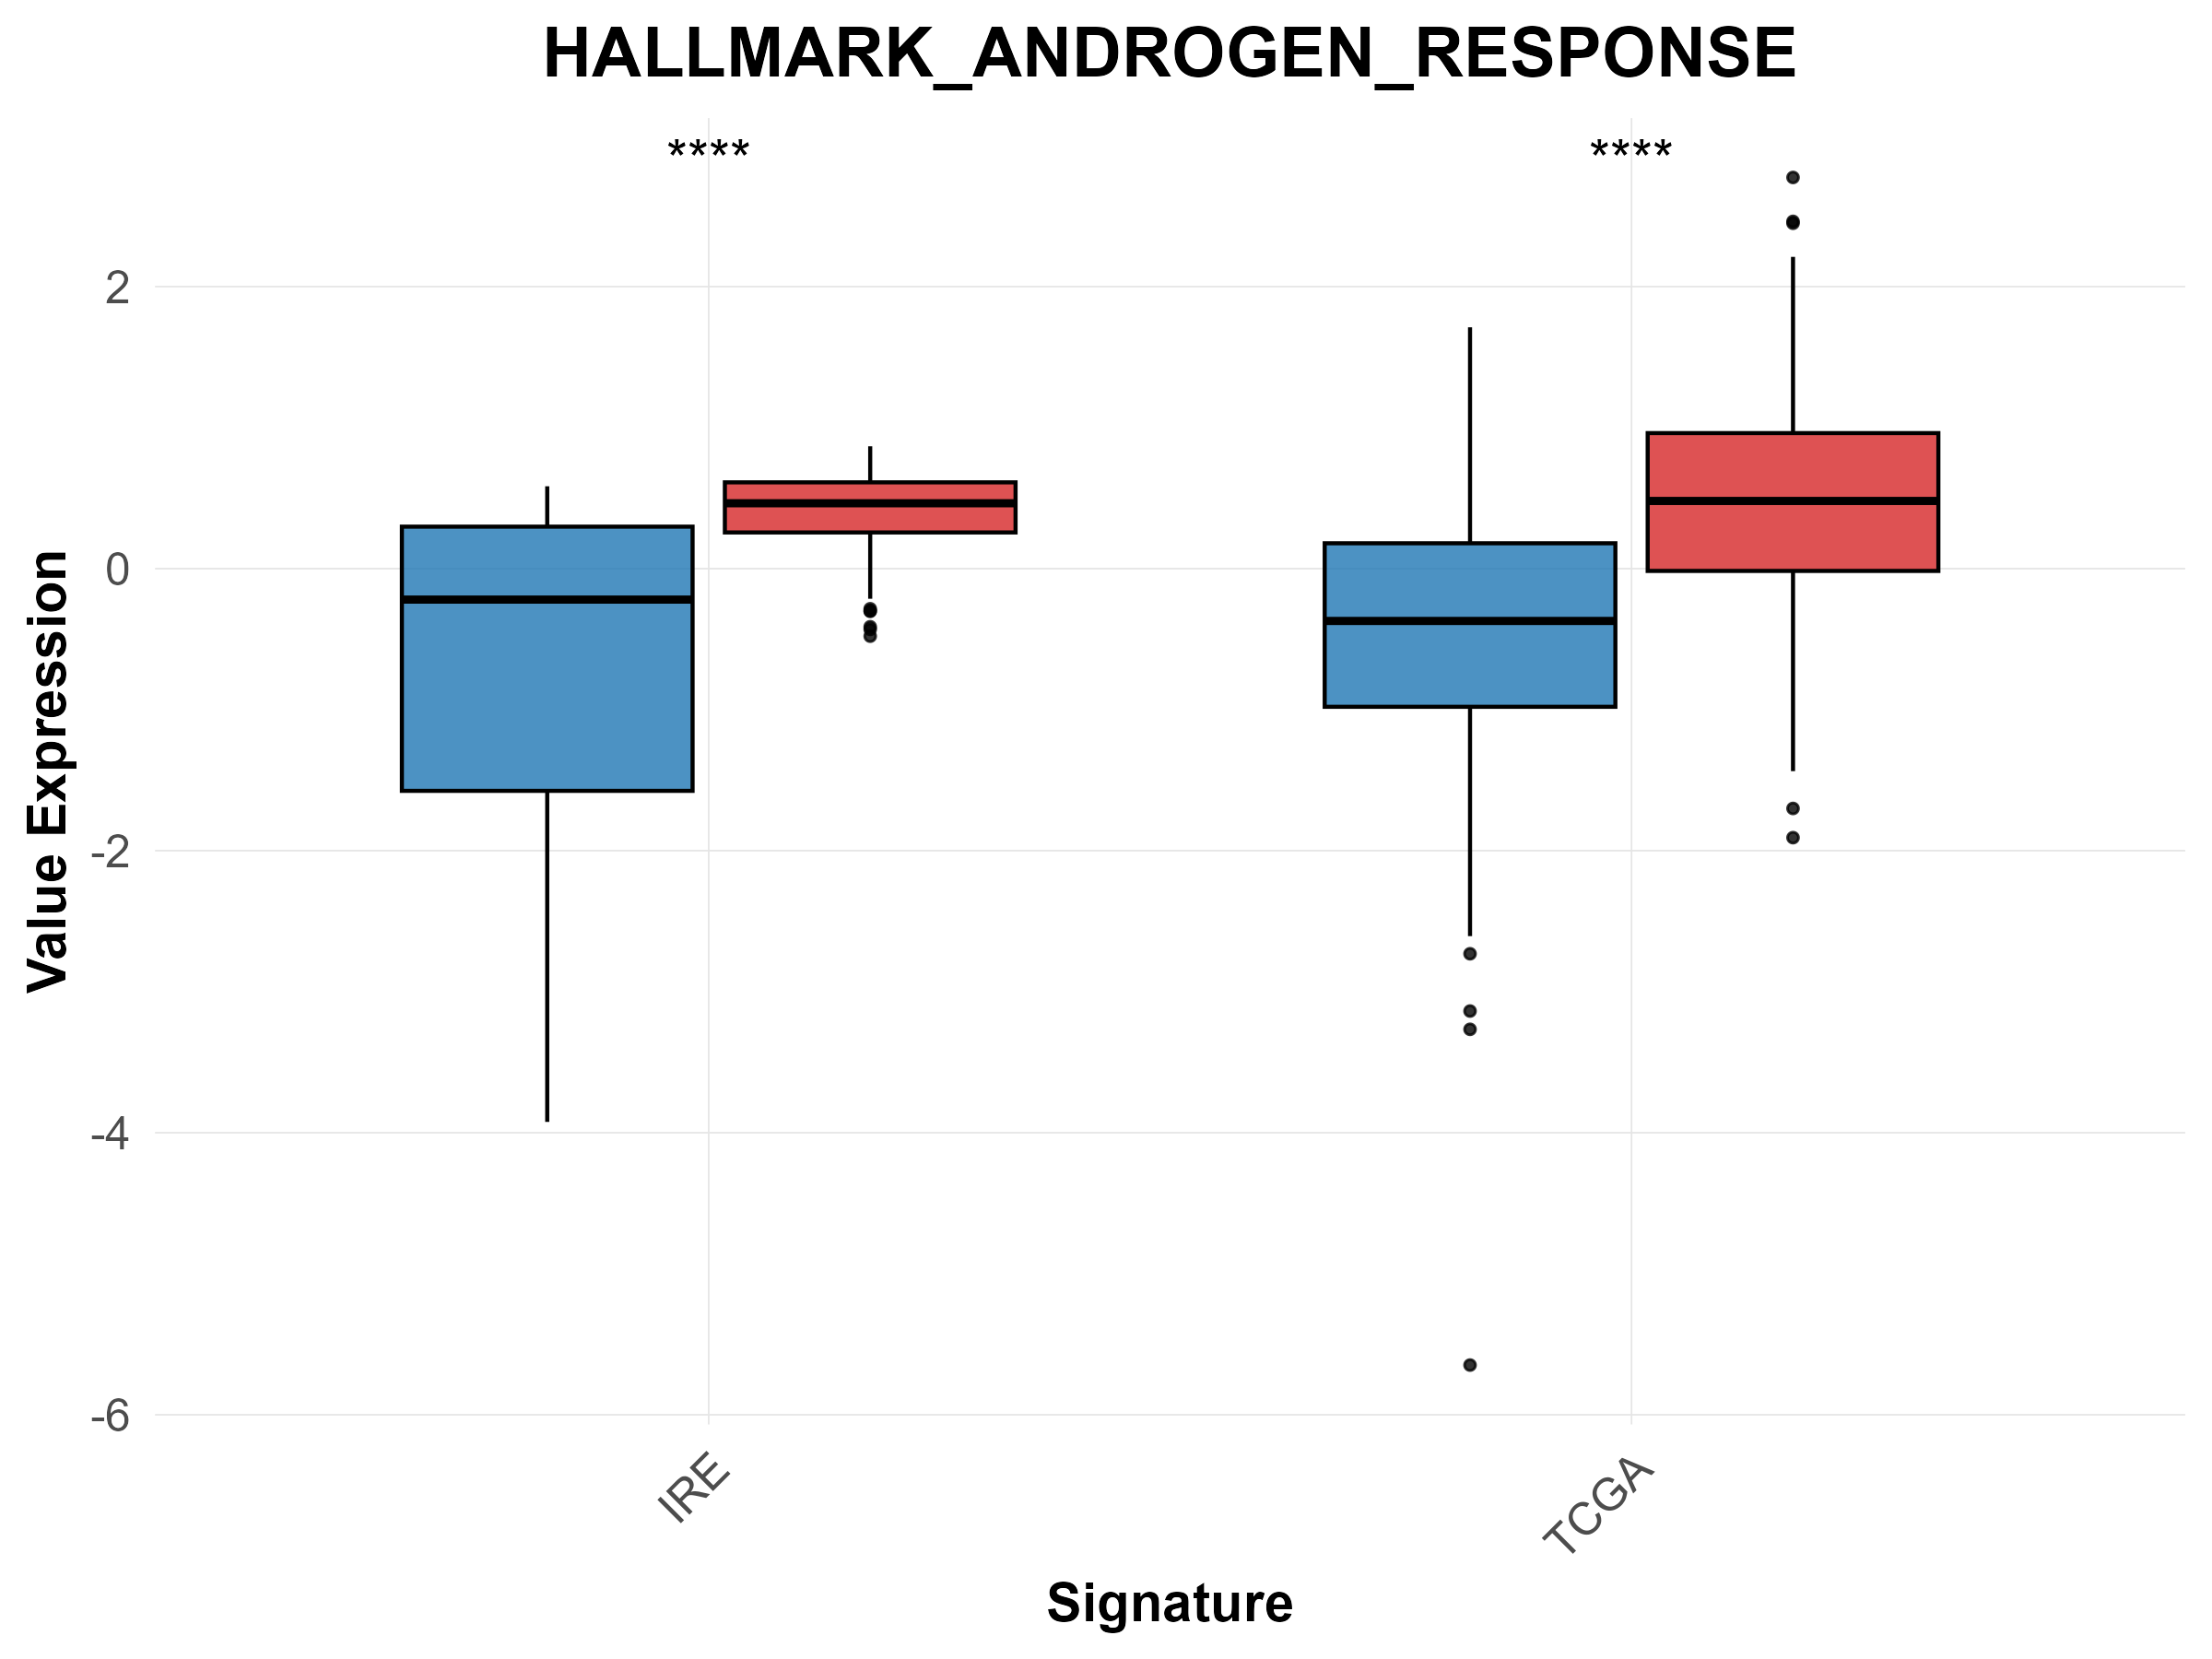 HALLMARK_ANDROGEN_RESPONSE
**** ****
2
0
-2
-4
-6
Value Expression
IRE
TCGA
Signature